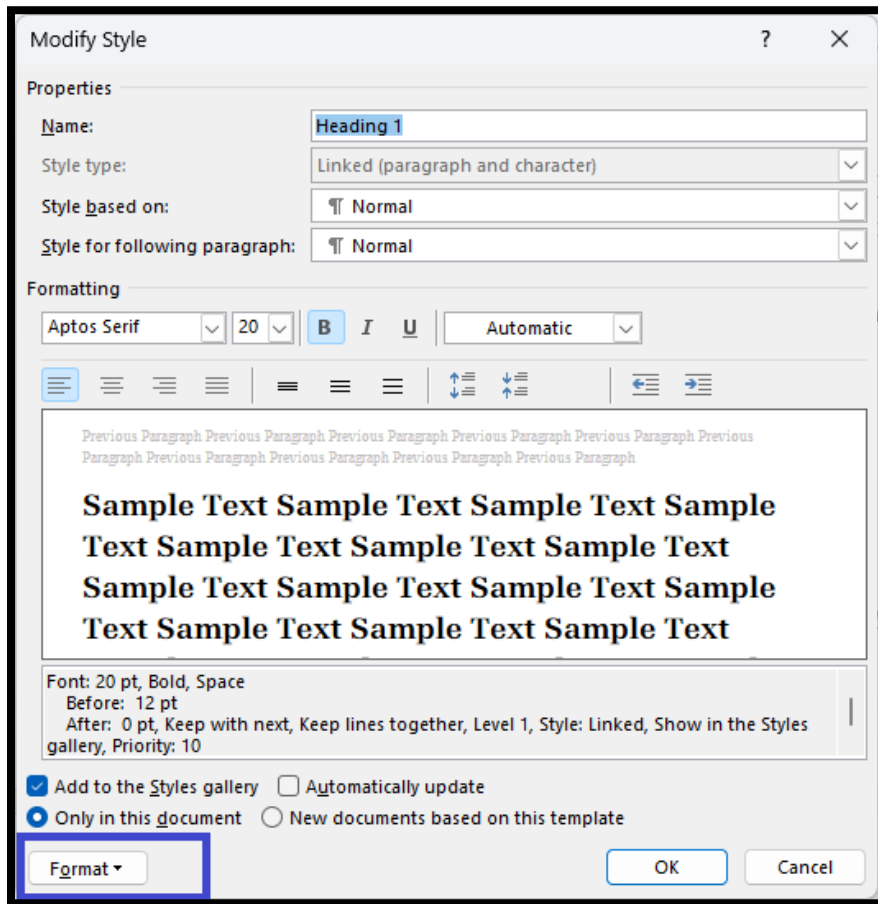 Modify Style ?
Properties
Name: Heading 1
Style type: Linked (paragraph and character)
Style based on: ¶ Normal
Style for following paragraph: ¶ Normal
Formatting
Aptos Serif 20 B I U Automatic
Previous Paragraph Previous Paragraph Previous Paragraph Previous Paragraph Previous Paragraph Previous
Paragraph Previous Paragraph Previous Paragraph Previous Paragraph Previous Paragraph
Sample Text Sample Text Sample Text Sample
Text Sample Text Sample Text Sample Text
Sample Text Sample Text Sample Text Sample
Text Sample Text Sample Text Sample Text
Font: 20 pt, Bold, Space
Before: 12 pt
After: 0 pt, Keep with next, Keep lines together, Level 1, Style: Linked, Show in the Styles
gallery, Priority: 10
Add to the Styles gallery Automatically update
Only in this document New documents based on this template
Format OK Cancel